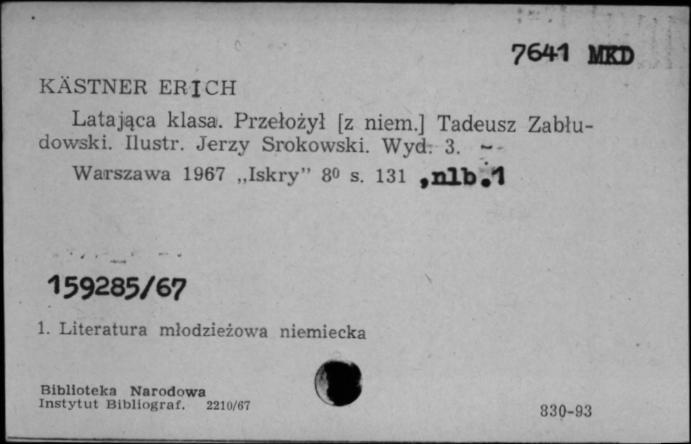 7641 MKD
KÄSTNER ERICH
Latająca klasa. Przełożył [z niem.] Tadeusz Zabłu-
dowski. Ilustr. Jerzy Srokowski. Wyd. 3. -
Warszawa 1967 „Iskry” 8⁰ s. 131 ,nlb.1
159285/67
1. Literatura młodzieżowa niemiecka
Biblioteka Narodowa
Instytut Bibliograf. 2210/67
830-93